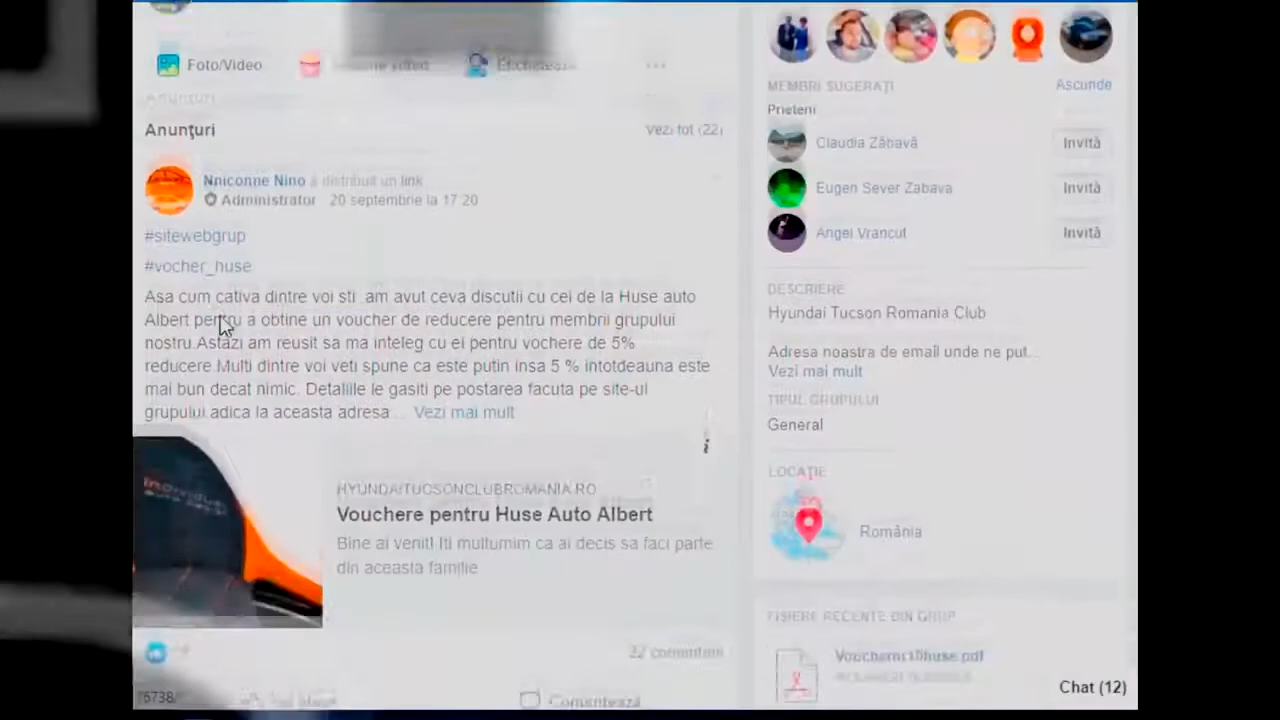 Foto/Video
Etichetează
...
Anunțuri
Anunţuri
Vezi tot (22)
Nniconne Nino a distribuit un link
Administrator 20 septembrie la 17:20
#sitewebgrup
#vocher_huse
Asa cum cativa dintre voi sti am avut ceva discutii cu cei de la Huse auto
Albert pentru a obtine un voucher de reducere pentru membrii grupului
nostru.Astazi am reusit sa ma inteleg cu ei pentru vochere de 5%
reducere.Multi dintre voi veti spune ca este putin insa 5 % intotdeauna este
mai bun decat nimic. Detaliile le gasiti pe postarea facuta pe site-ul
grupului adica la aceasta adresa... Vezi mai mult
HYUNDAITUCSONCLUBROMANIA.RO
Vouchere pentru Huse Auto Albert
Bine ai venit! Iti multumim ca ai decis sa faci parte
din aceasta familie
22 comentarii
Comentează
MEMBRI SUGERAȚI
Ascunde
Prieteni
Claudia Zăbavă
Invită
Eugen Sever Zabava
Invită
Angel Vrancut
Invită
DESCRIERE
Hyundai Tucson Romania Club
Adresa noastra de email unde ne put...
Vezi mai mult
TIPUL GRUPULUI
General
LOCAȚIE
România
FIȘIERE RECENTE DIN GRUP
Chat (12)